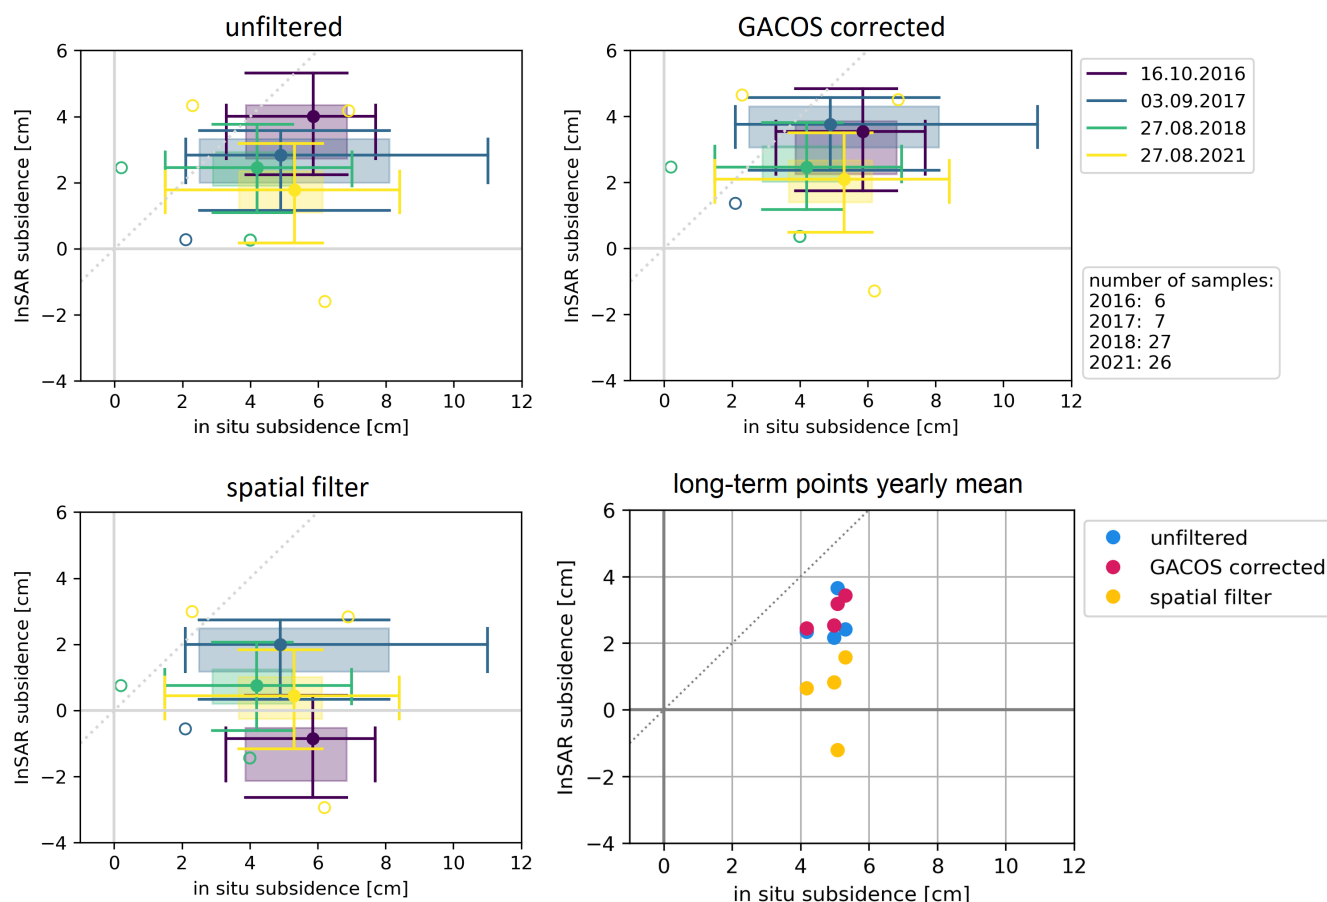 unfiltered
6
4
2
0
−2
−4
InSAR subsidence [cm]
0 2 4 6 8 10 12
in situ subsidence [cm]
GACOS corrected
6
4
2
0
−2
−4
InSAR subsidence [cm]
0 2 4 6 8 10 12
in situ subsidence [cm]
16.10.2016
03.09.2017
27.08.2018
27.08.2021
number of samples:
2016: 6
2017: 7
2018: 27
2021: 26
spatial filter
6
4
2
0
−2
−4
InSAR subsidence [cm]
0 2 4 6 8 10 12
in situ subsidence [cm]
long-term points yearly mean
6
4
2
0
−2
−4
InSAR subsidence [cm]
0 2 4 6 8 10 12
in situ subsidence [cm]
unfiltered
GACOS corrected
spatial filter